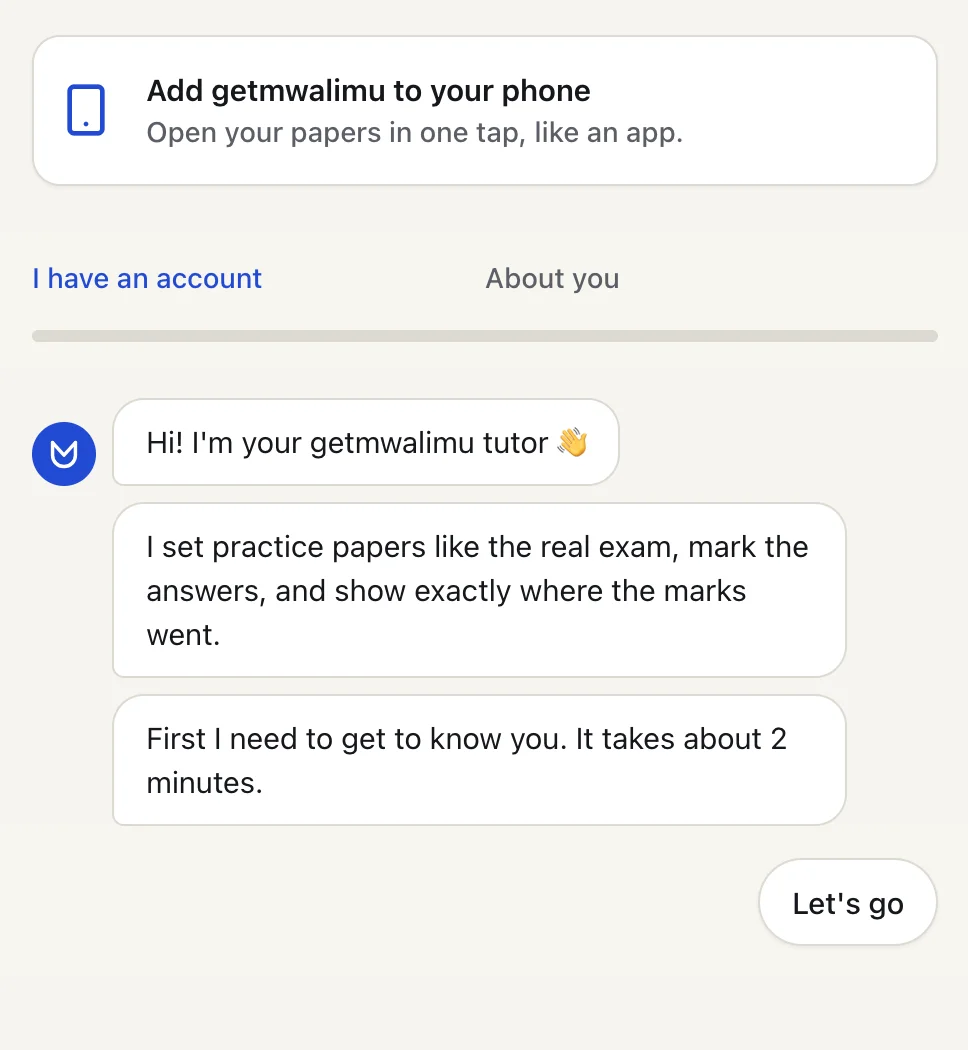 Add getmwalimu to your phone
Open your papers in one tap, like an app.
I have an account
About you
Hi! I'm your getmwalimu tutor 👋
I set practice papers like the real exam, mark the
answers, and show exactly where the marks
went.
First I need to get to know you. It takes about 2
minutes.
Let's go